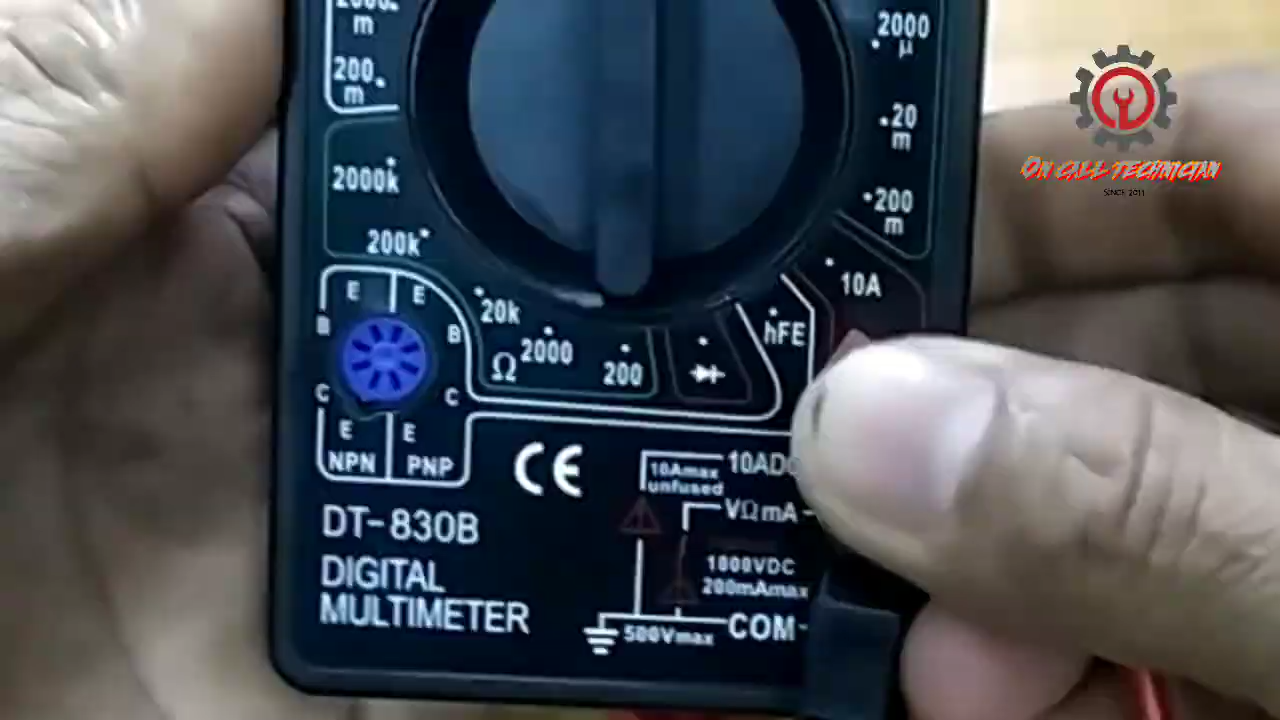 2000
m
200
m
2000k
200k
20k
2000
200
Ω
hFE
10A
2000
µ
20
m
200
m
E
E
B
B
C
C
E
E
NPN
PNP
10Amax
unfused
10ADC
VΩmA
1000VDC
200mAmax
500Vmax
COM
CE
DT-830B
DIGITAL
MULTIMETER
ON CALL TECHNICIAN
SINCE 2011